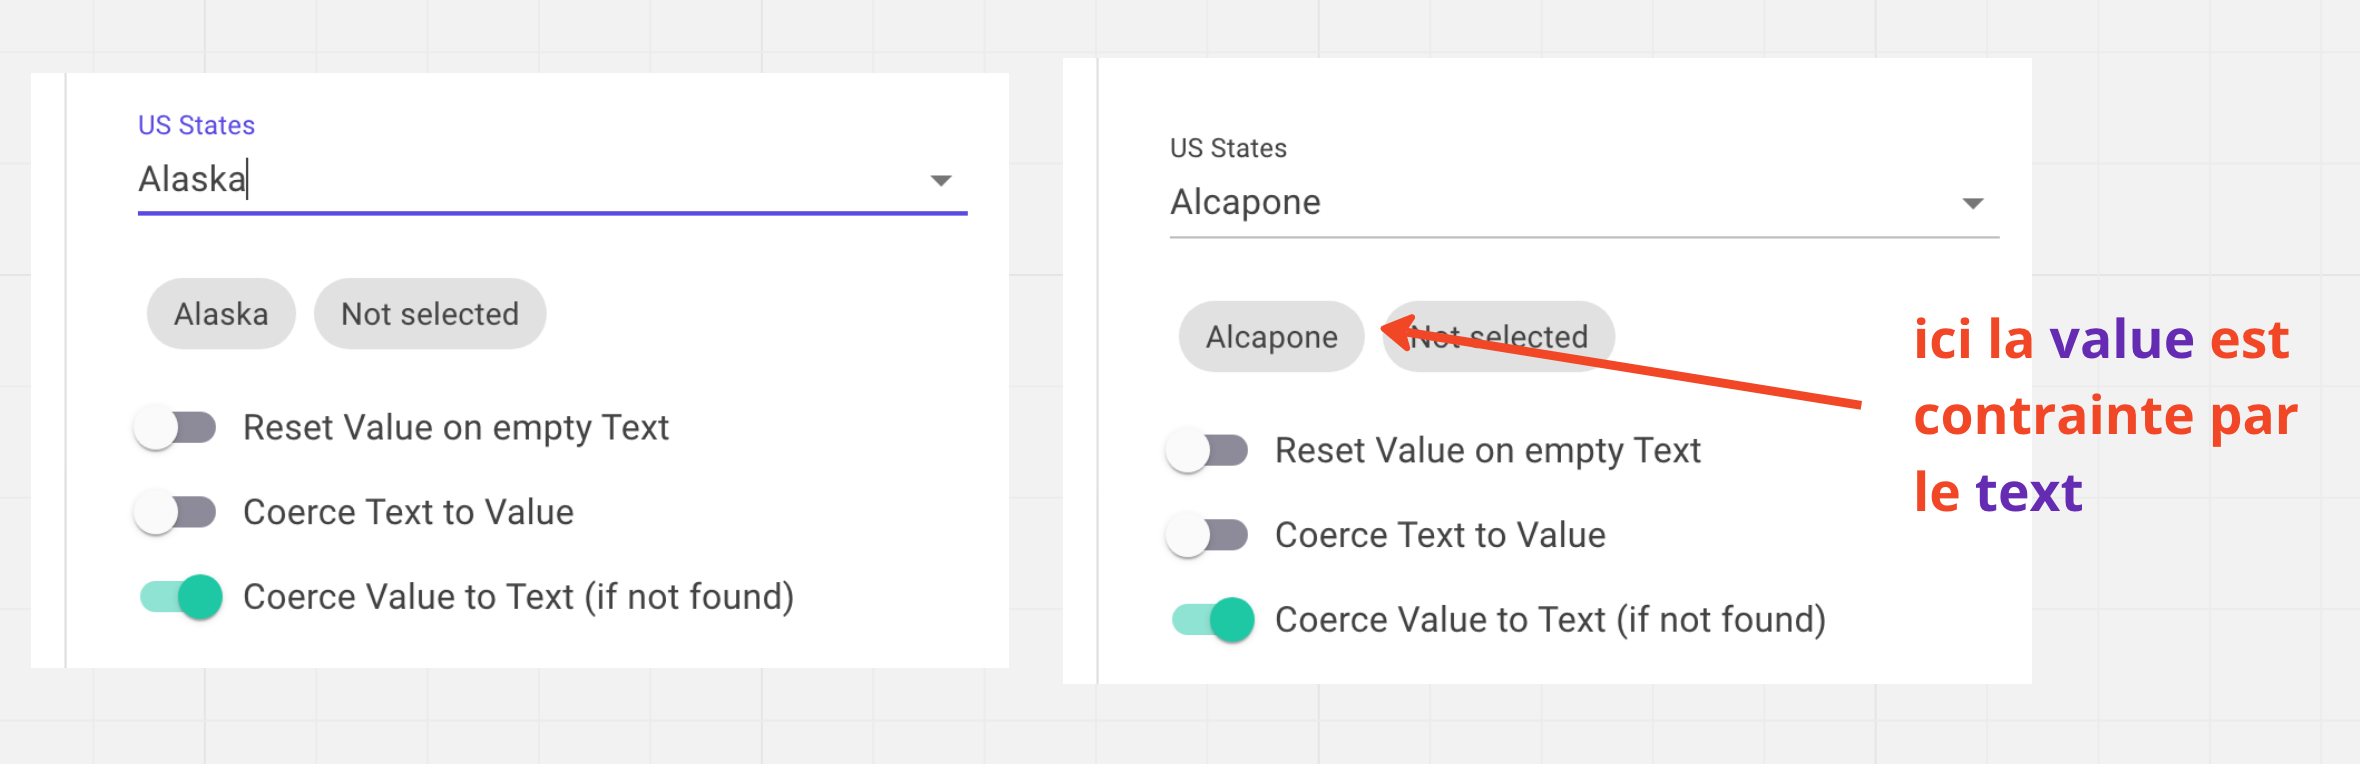 US States
Alaska
Alaska
Not selected
Reset Value on empty Text
Coerce Text to Value
Coerce Value to Text (if not found)
US States
Alcapone
Alcapone
Not selected
Reset Value on empty Text
Coerce Text to Value
Coerce Value to Text (if not found)
ici la value est
contrainte par
le text